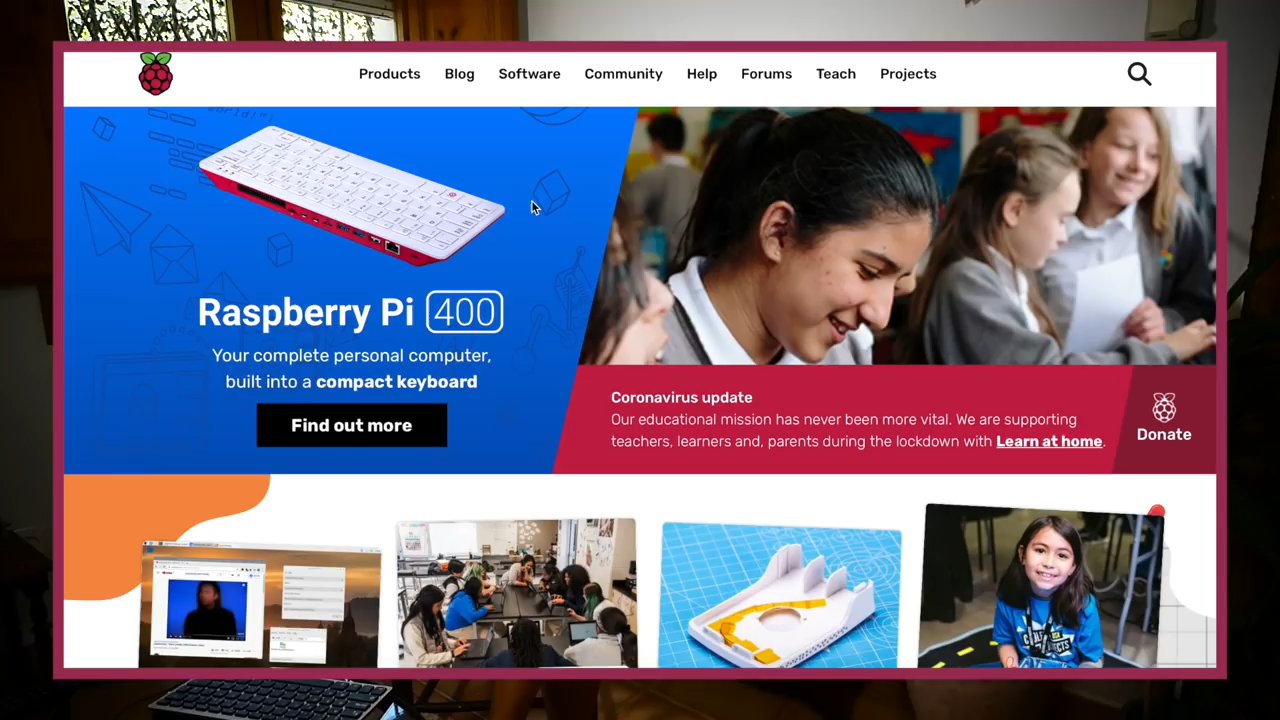 Products Blog Software Community Help Forums Teach Projects
Raspberry Pi 400
Your complete personal computer,
built into a compact keyboard
Find out more
Coronavirus update
Our educational mission has never been more vital. We are supporting
teachers, learners and, parents during the lockdown with Learn at home.
Donate